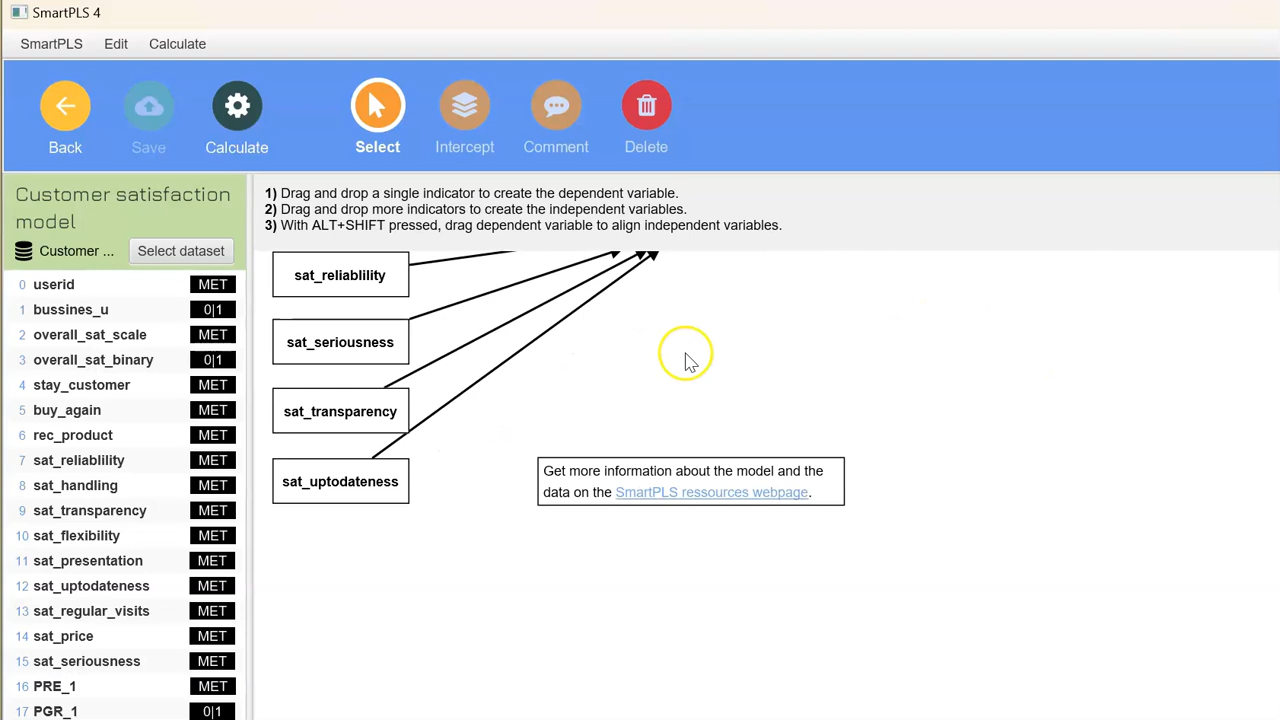 SmartPLS 4
SmartPLS Edit Calculate
Back Save Calculate Select Intercept Comment Delete
Customer satisfaction
model
Customer ... Select dataset
0 userid MET
1 bussines_u 0|1
2 overall_sat_scale MET
3 overall_sat_binary 0|1
4 stay_customer MET
5 buy_again MET
6 rec_product MET
7 sat_reliablility MET
8 sat_handling MET
9 sat_transparency MET
10 sat_flexibility MET
11 sat_presentation MET
12 sat_uptodateness MET
13 sat_regular_visits MET
14 sat_price MET
15 sat_seriousness MET
16 PRE_1 MET
17 PGR_1 0|1
1) Drag and drop a single indicator to create the dependent variable.
2) Drag and drop more indicators to create the independent variables.
3) With ALT+SHIFT pressed, drag dependent variable to align independent variables.
sat_reliablility
sat_seriousness
sat_transparency
sat_uptodateness
Get more information about the model and the
data on the SmartPLS ressources webpage.